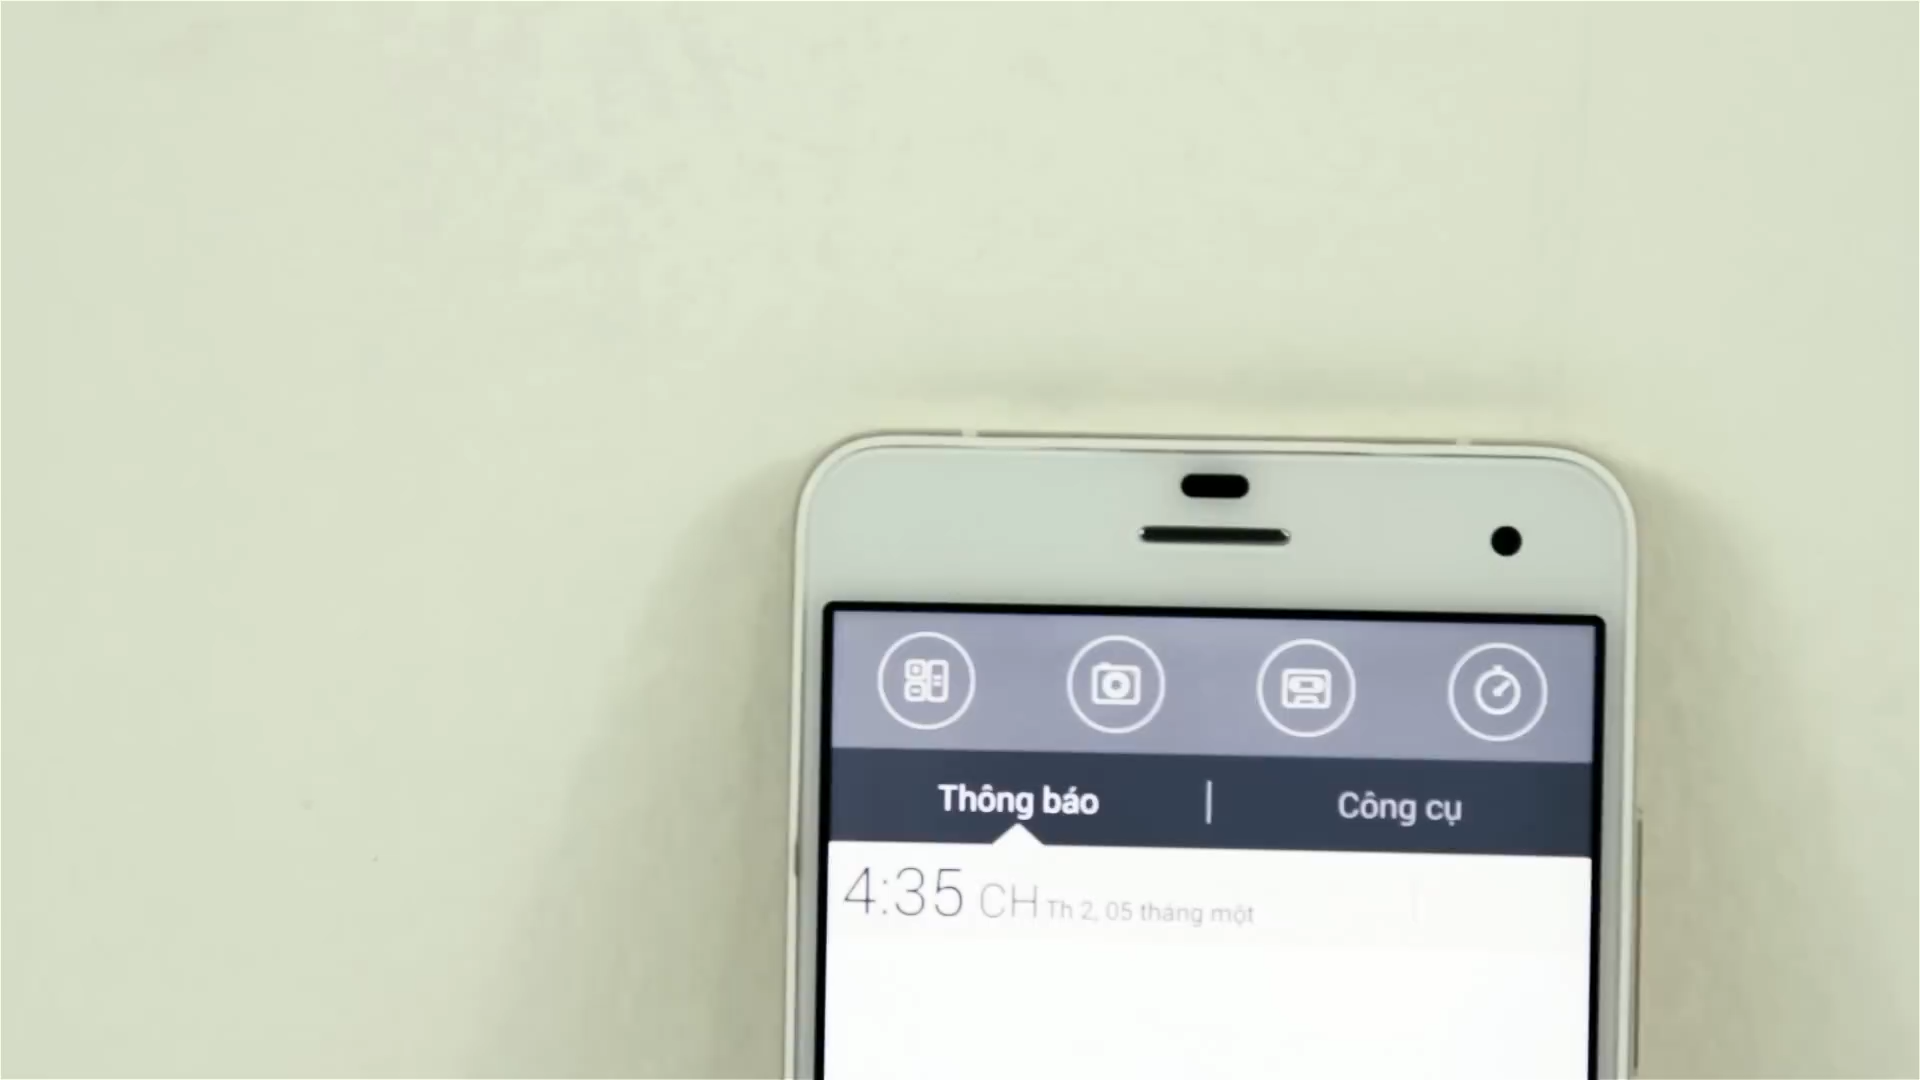 Thông báo | Công cụ
4:35 CH Th 2, 05 tháng một